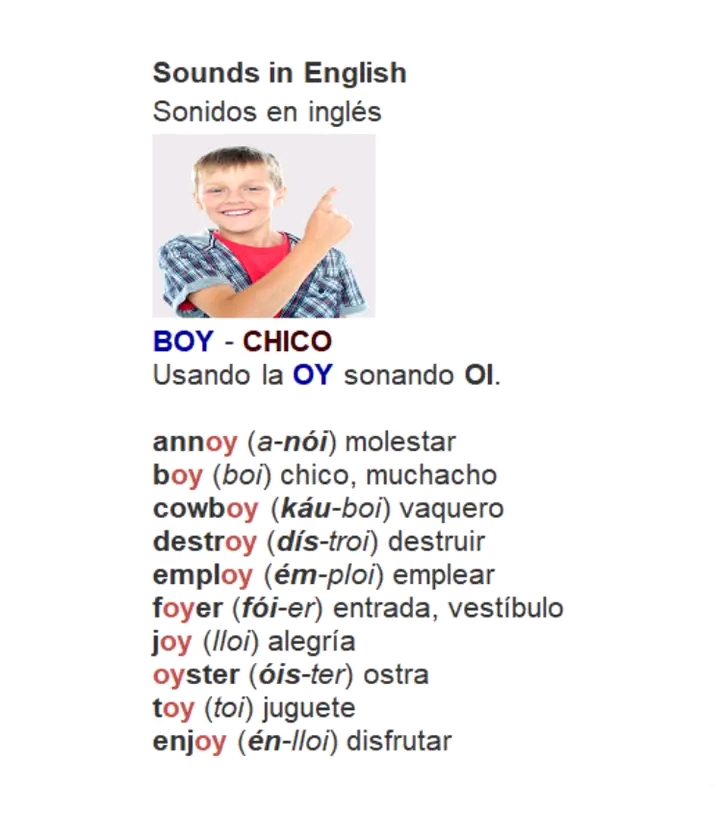 Sounds in English
Sonidos en inglés
BOY - CHICO
Usando la OY sonando OI.
annoy (a-nói) molestar
boy (boi) chico, muchacho
cowboy (káu-boi) vaquero
destroy (dís-troi) destruir
employ (ém-ploi) emplear
foyer (fói-er) entrada, vestíbulo
joy (lloi) alegría
oyster (óis-ter) ostra
toy (toi) juguete
enjoy (én-lloi) disfrutar